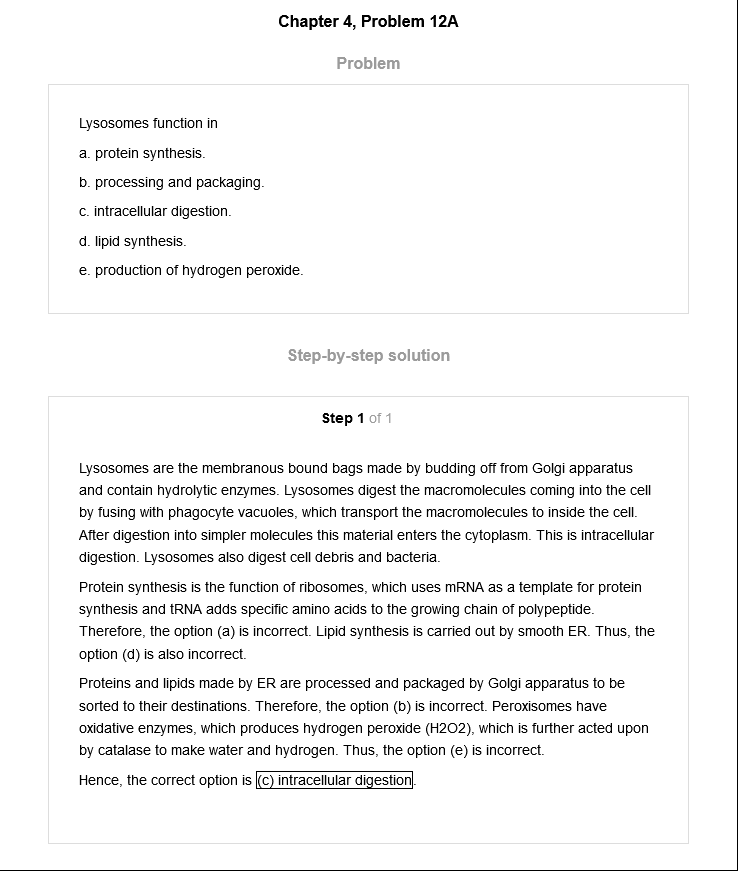 Chapter 4, Problem 12A
Problem
Lysosomes function in
a. protein synthesis.
b. processing and packaging.
c. intracellular digestion.
d. lipid synthesis.
e. production of hydrogen peroxide.
Step-by-step solution
Step 1 of 1
Lysosomes are the membranous bound bags made by budding off from Golgi apparatus
and contain hydrolytic enzymes. Lysosomes digest the macromolecules coming into the cell
by fusing with phagocyte vacuoles, which transport the macromolecules to inside the cell.
After digestion into simpler molecules this material enters the cytoplasm. This is intracellular
digestion. Lysosomes also digest cell debris and bacteria.
Protein synthesis is the function of ribosomes, which uses mRNA as a template for protein
synthesis and tRNA adds specific amino acids to the growing chain of polypeptide.
Therefore, the option (a) is incorrect. Lipid synthesis is carried out by smooth ER. Thus, the
option (d) is also incorrect.
Proteins and lipids made by ER are processed and packaged by Golgi apparatus to be
sorted to their destinations. Therefore, the option (b) is incorrect. Peroxisomes have
oxidative enzymes, which produces hydrogen peroxide (H2O2), which is further acted upon
by catalase to make water and hydrogen. Thus, the option (e) is incorrect.
Hence, the correct option is (c) intracellular digestion.